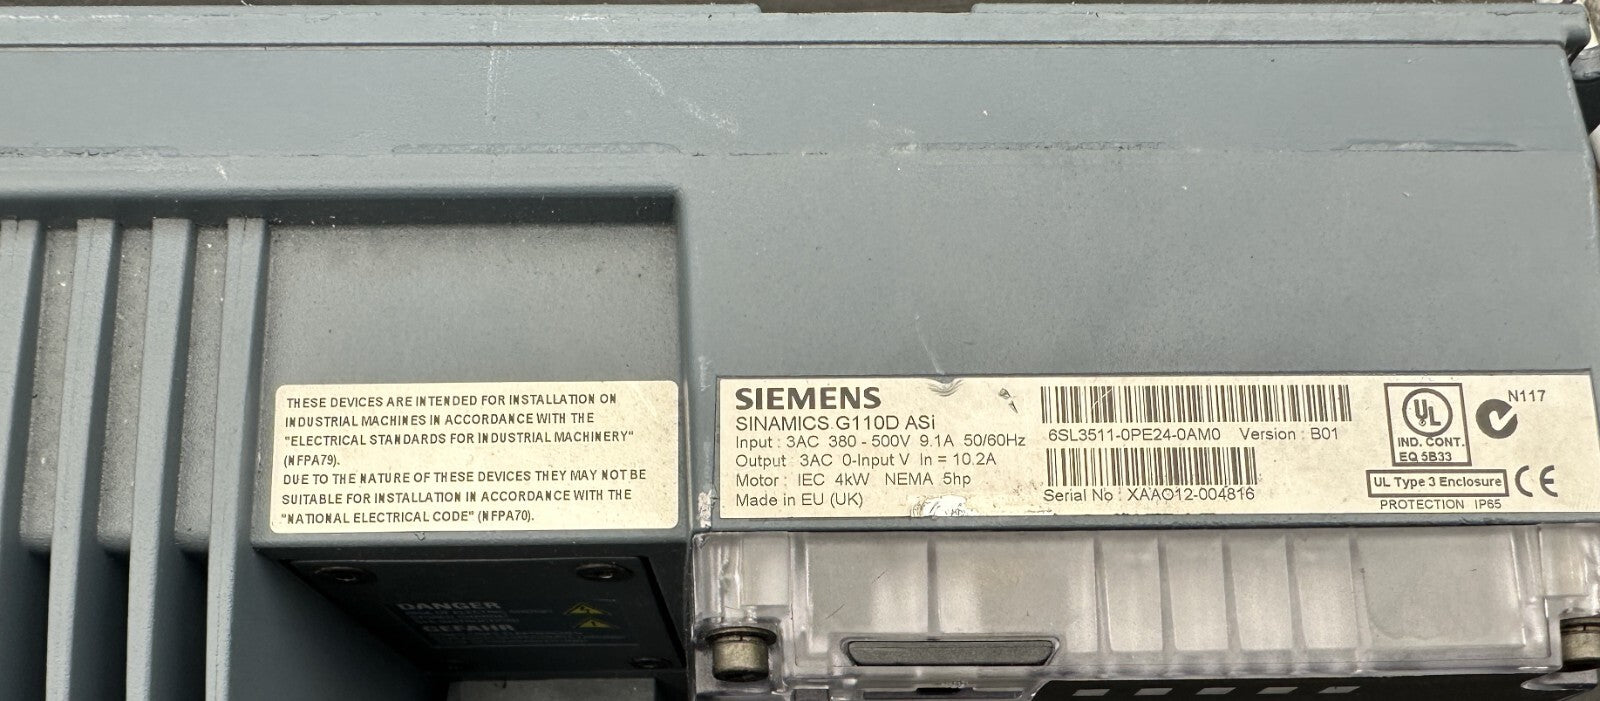 THESE DEVICES ARE INTENDED FOR INSTALLATION ON
INDUSTRIAL MACHINES IN ACCORDANCE WITH THE
"ELECTRICAL STANDARDS FOR INDUSTRIAL MACHINERY"
(NFPA79).
DUE TO THE NATURE OF THESE DEVICES THEY MAY NOT BE
SUITABLE FOR INSTALLATION IN ACCORDANCE WITH THE
"NATIONAL ELECTRICAL CODE" (NFPA70).
SIEMENS
SINAMICS G110D ASi
Input : 3AC 380 - 500V 9.1A 50/60Hz
Output : 3AC 0-Input V In = 10.2A
Motor : IEC 4kW NEMA 5hp
Made in EU (UK)
6SL3511-0PE24-0AM0 Version : B01
Serial No : XAAO12-004816
UL
IND. CONT.
EQ 5B33
N117
UL Type 3 Enclosure
CE
PROTECTION IP65
DANGER
GEFAHR